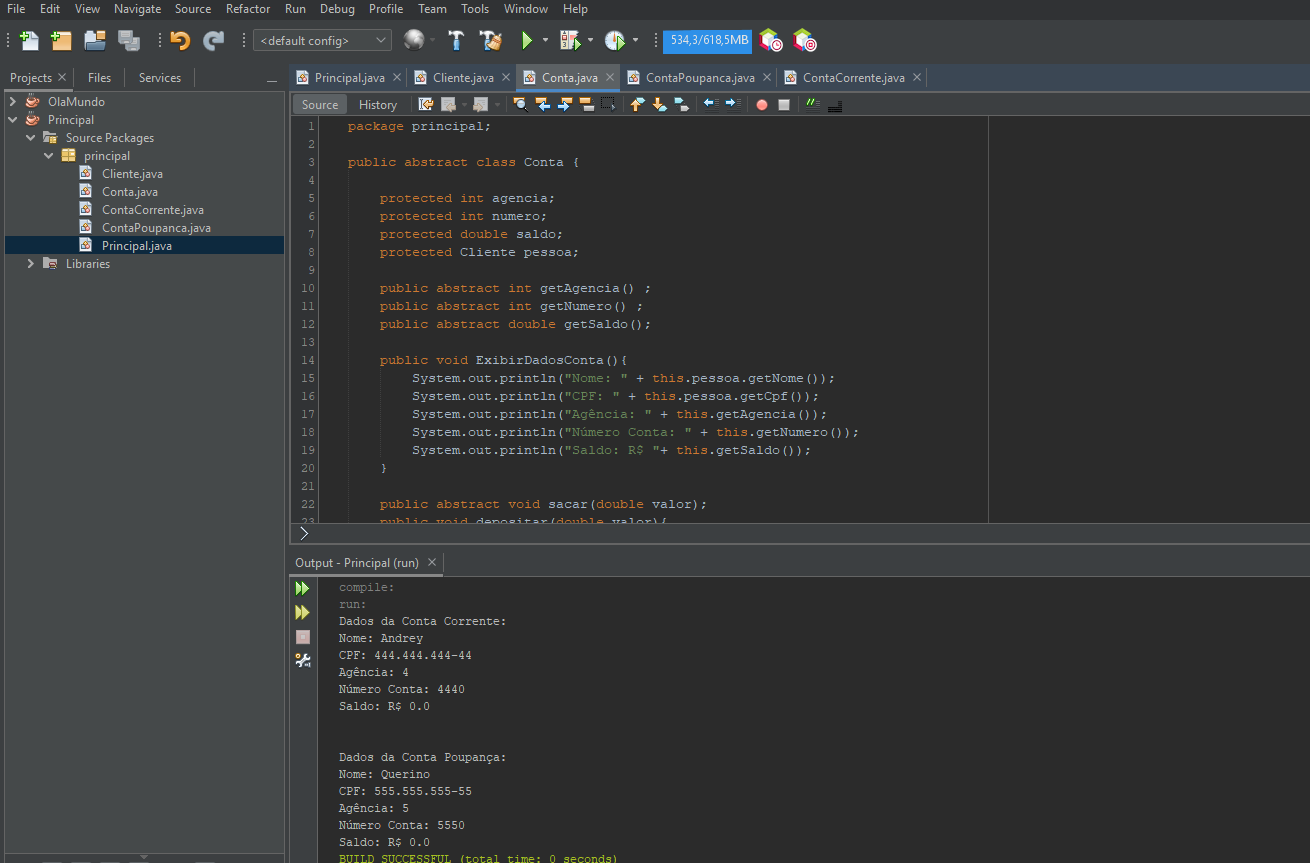 File Edit View Navigate Source Refactor Run Debug Profile Team Tools Window Help
<default config> 534,3/618,5MB
Projects Files Services
OlaMundo
Principal
Source Packages
principal
Cliente.java
Conta.java
ContaCorrente.java
ContaPoupanca.java
Principal.java
Libraries
Principal.java Cliente.java Conta.java ContaPoupanca.java ContaCorrente.java
Source History
1 package principal;
2
3 public abstract class Conta {
4
5 protected int agencia;
6 protected int numero;
7 protected double saldo;
8 protected Cliente pessoa;
9
10 public abstract int getAgencia() ;
11 public abstract int getNumero() ;
12 public abstract double getSaldo();
13
14 public void ExibirDadosConta(){
15 System.out.println("Nome: " + this.pessoa.getNome());
16 System.out.println("CPF: " + this.pessoa.getCpf());
17 System.out.println("Agência: " + this.getAgencia());
18 System.out.println("Número Conta: " + this.getNumero());
19 System.out.println("Saldo: R$ "+ this.getSaldo());
20 }
21
22 public abstract void sacar(double valor);
23 public void depositar(double valor){
Output - Principal (run)
compile:
run:
Dados da Conta Corrente:
Nome: Andrey
CPF: 444.444.444-44
Agência: 4
Número Conta: 4440
Saldo: R$ 0.0
Dados da Conta Poupança:
Nome: Querino
CPF: 555.555.555-55
Agência: 5
Número Conta: 5550
Saldo: R$ 0.0
BUILD SUCCESSFUL (total time: 0 seconds)